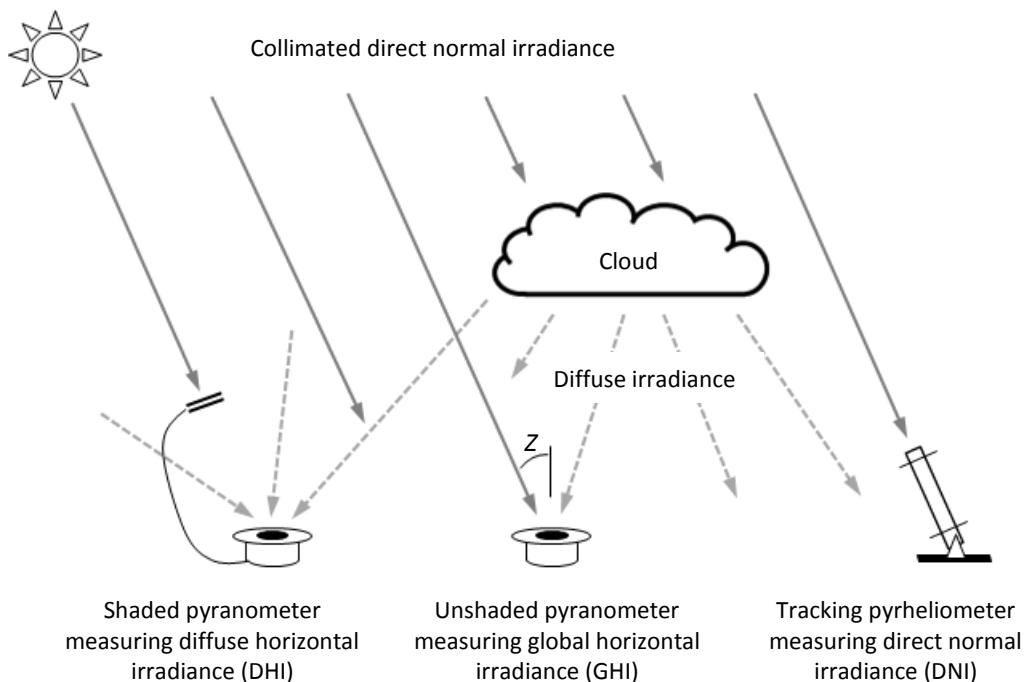 Collimated direct normal irradiance
Cloud
Diffuse irradiance
Z
Shaded pyranometer
measuring diffuse horizontal
irradiance (DHI)
Unshaded pyranometer
measuring global horizontal
irradiance (GHI)
Tracking pyrheliometer
measuring direct normal
irradiance (DNI)